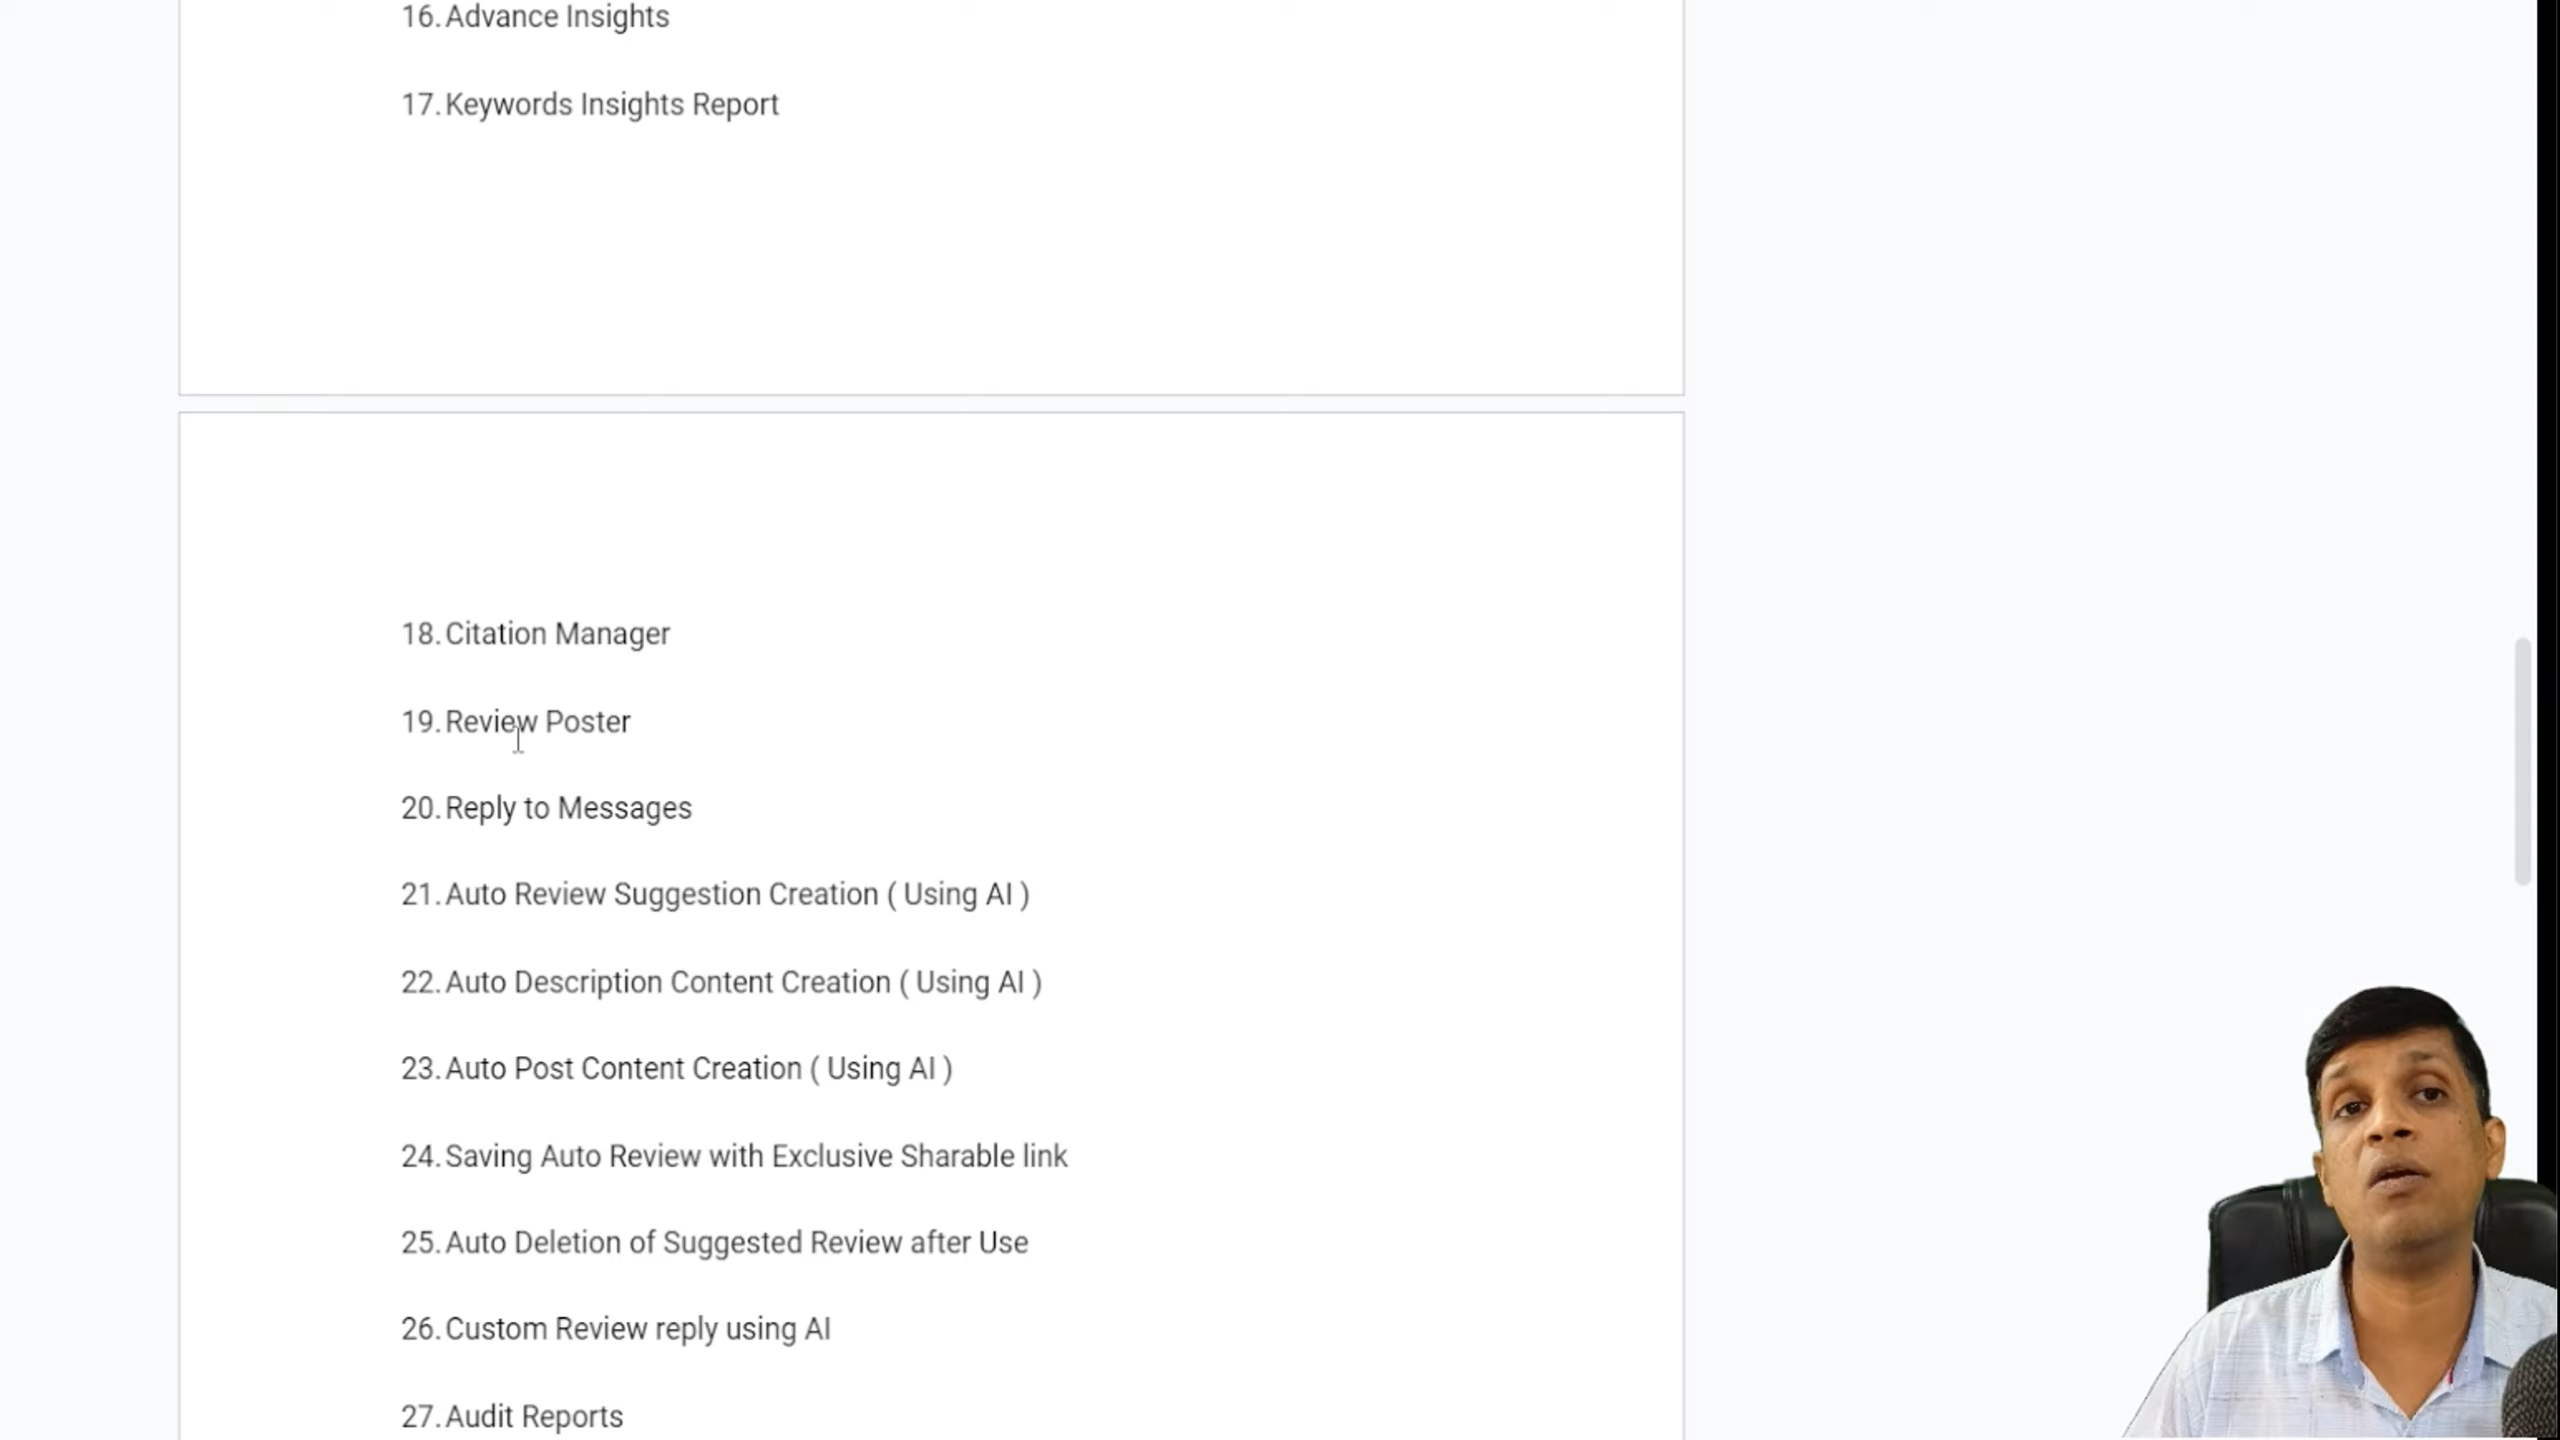 16. Advance Insights
17. Keywords Insights Report
18. Citation Manager
19. Review Poster
20. Reply to Messages
21. Auto Review Suggestion Creation ( Using AI )
22. Auto Description Content Creation ( Using AI )
23. Auto Post Content Creation ( Using AI )
24. Saving Auto Review with Exclusive Sharable link
25. Auto Deletion of Suggested Review after Use
26. Custom Review reply using AI
27. Audit Reports